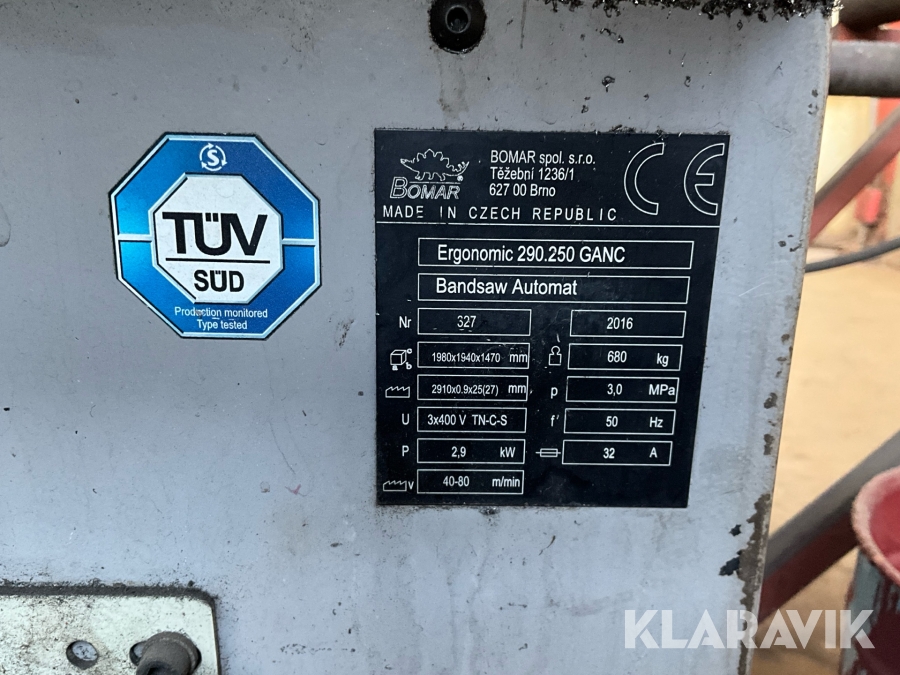 S
TÜV
SÜD
Production monitored
Type tested
BOMAR®
BOMAR spol. s.r.o.
Těžební 1236/1
627 00 Brno
CE
MADE IN CZECH REPUBLIC
Ergonomic 290.250 GANC
Bandsaw Automat
Nr 327 2016
1980x1940x1470 mm 680 kg
2910x0.9x25(27) mm p 3,0 MPa
U 3x400 V TN-C-S f 50 Hz
P 2,9 kW 32 A
v 40-80 m/min
KLARAVIK